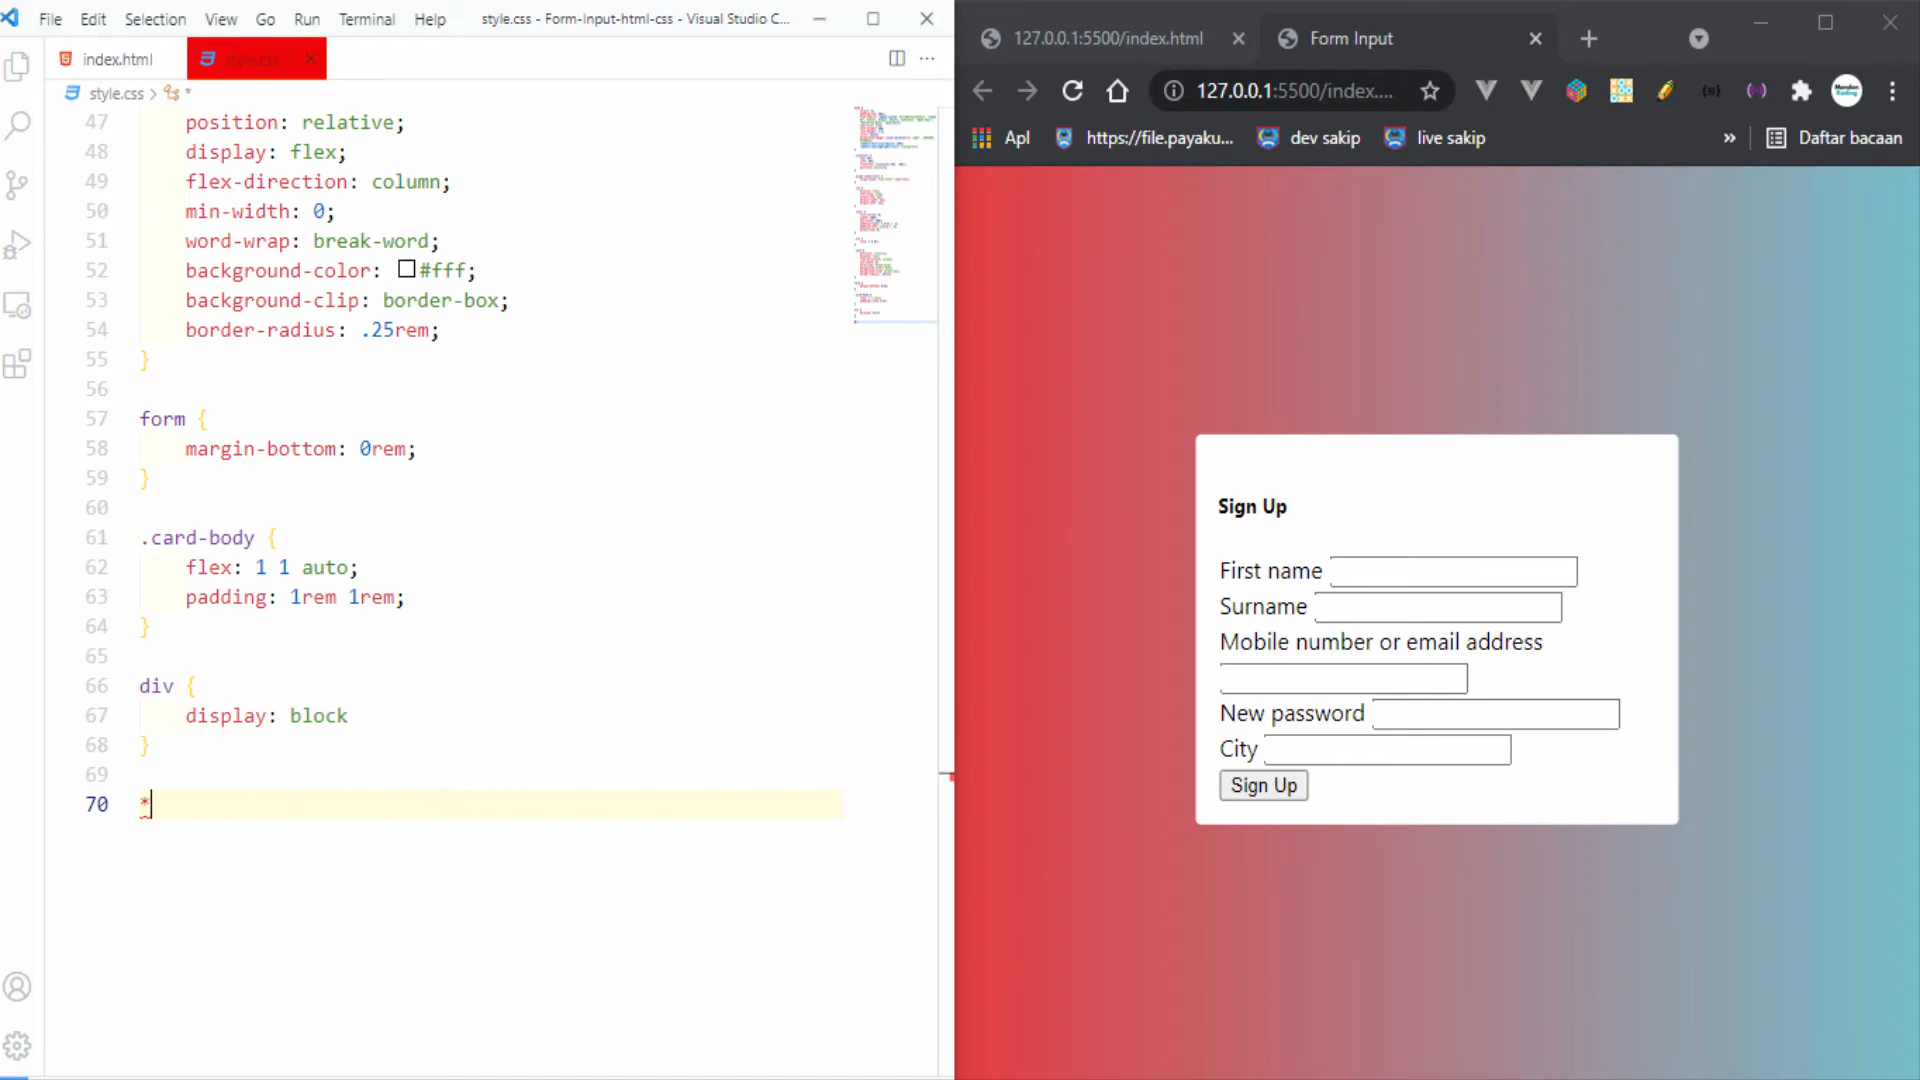 File Edit Selection View Go Run Terminal Help style.css - Form-Input-html-css - Visual Studio C...
index.html style.css
style.css > *
47 position: relative;
48 display: flex;
49 flex-direction: column;
50 min-width: 0;
51 word-wrap: break-word;
52 background-color: #fff;
53 background-clip: border-box;
54 border-radius: .25rem;
55 }
56
57 form {
58 margin-bottom: 0rem;
59 }
60
61 .card-body {
62 flex: 1 1 auto;
63 padding: 1rem 1rem;
64 }
65
66 div {
67 display: block
68 }
69
70 *
127.0.0.1:5500/index.html Form Input
127.0.0.1:5500/index....
Apl https://file.payaku... dev sakip live sakip » Daftar bacaan
Sign Up
First name
Surname
Mobile number or email address
New password
City
Sign Up